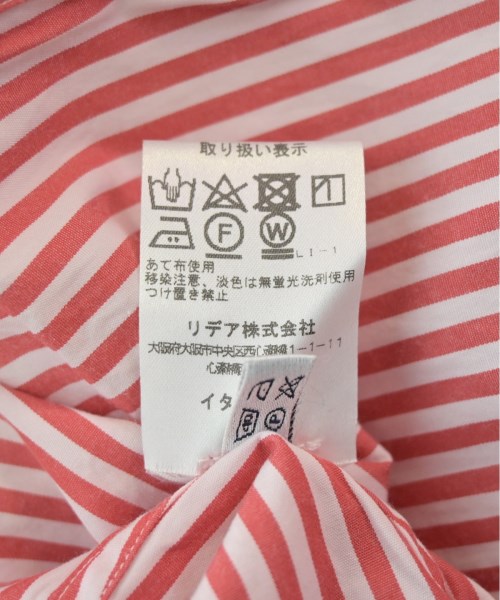 取り扱い表示
F W
L1-1
あて布使用
移染注意、淡色は無蛍光洗剤使用
つけ置き禁止
リデア株式会社
大阪府大阪市中央区西心斎橋1-1-11
心斎橋
イタ
P